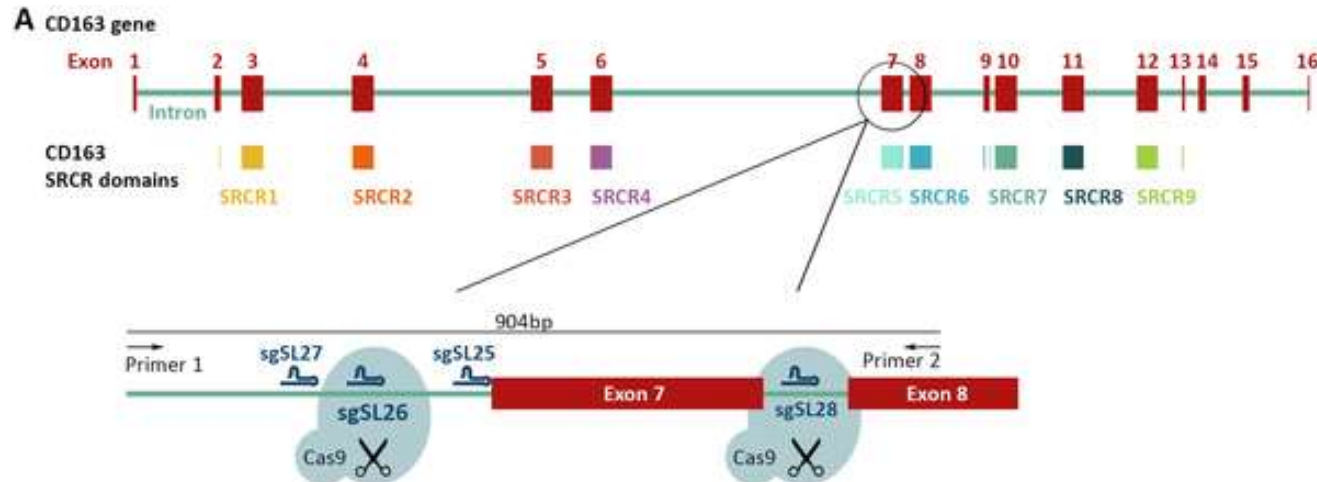 A CD163 gene
Exon 1 2 3 4 5 6 7 8 9 10 11 12 13 14 15 16
Intron
CD163
SRCR domains
SRCR1 SRCR2 SRCR3 SRCR4 SRCR5 SRCR6 SRCR7 SRCR8 SRCR9
904bp
Primer 1 sgSL27 sgSL25 Primer 2
Exon 7 Exon 8
sgSL26 sgSL28
Cas9 Cas9